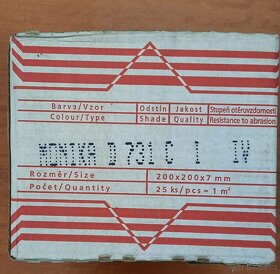 Barva/Vzor Odstín Jakost Stupeň otěruvzdornosti
Colour/Type Shade Quality Resistance to abrasion
MONIKA D 731 C I IV
Rozměr/Size 200x200x7 mm
Počet/Quantity 25 ks/pcs = 1 m²